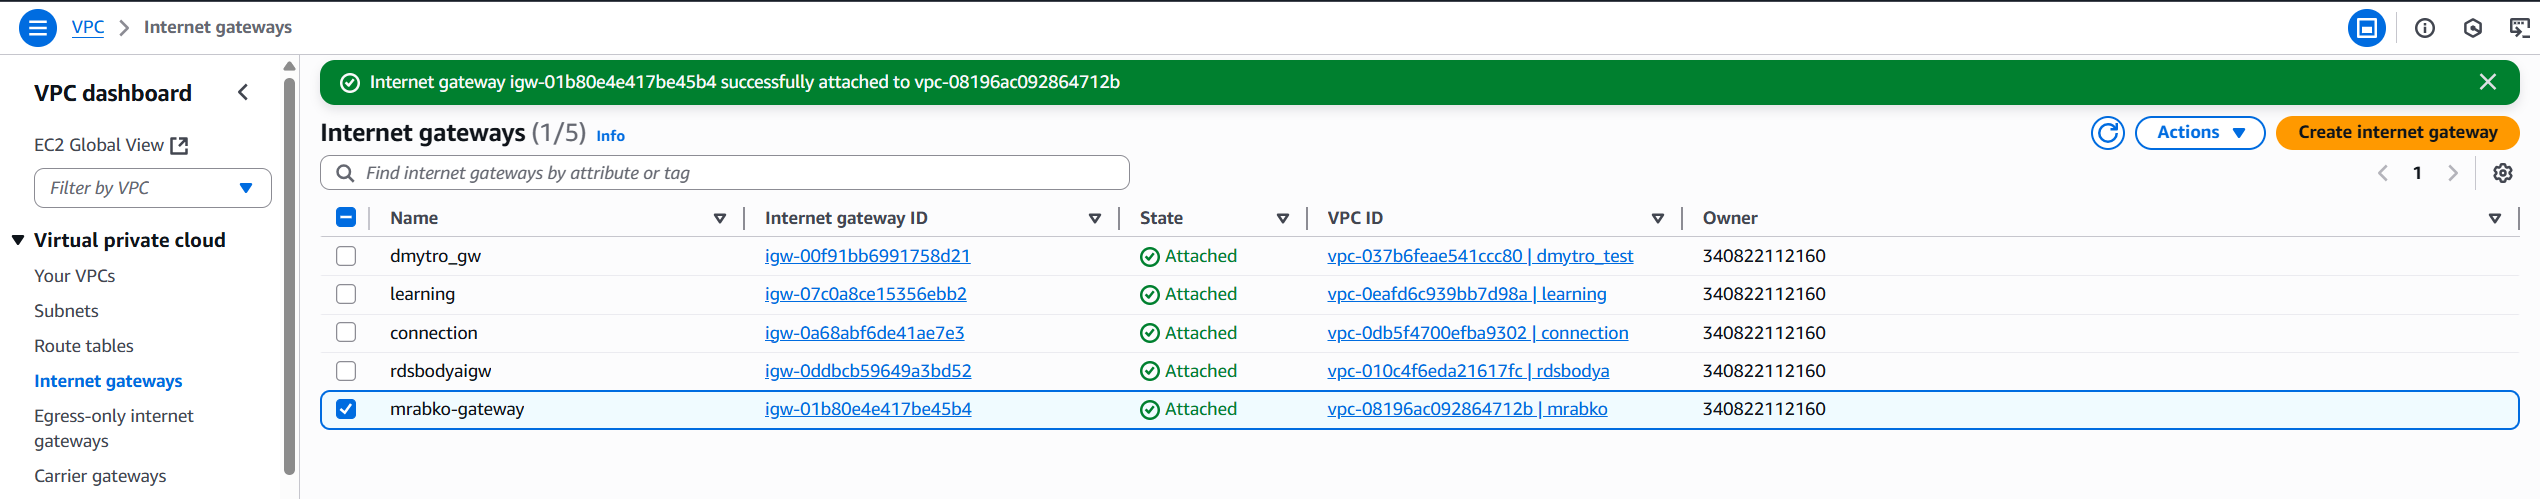 VPC > Internet gateways
VPC dashboard
EC2 Global View
Filter by VPC
Virtual private cloud
Your VPCs
Subnets
Route tables
Internet gateways
Egress-only internet
gateways
Carrier gateways
Internet gateway igw-01b80e4e417be45b4 successfully attached to vpc-08196ac092864712b
Internet gateways (1/5) Info
Actions
Create internet gateway
Find internet gateways by attribute or tag
1
Name Internet gateway ID State VPC ID Owner
dmytro_gw igw-00f91bb6991758d21 Attached vpc-037b6feae541ccc80 | dmytro_test 340822112160
learning igw-07c0a8ce15356ebb2 Attached vpc-0eafd6c939bb7d98a | learning 340822112160
connection igw-0a68abf6de41ae7e3 Attached vpc-0db5f4700efba9302 | connection 340822112160
rdsbodyaigw igw-0ddbcb59649a3bd52 Attached vpc-010c4f6eda21617fc | rdsbodya 340822112160
mrabko-gateway igw-01b80e4e417be45b4 Attached vpc-08196ac092864712b | mrabko 340822112160